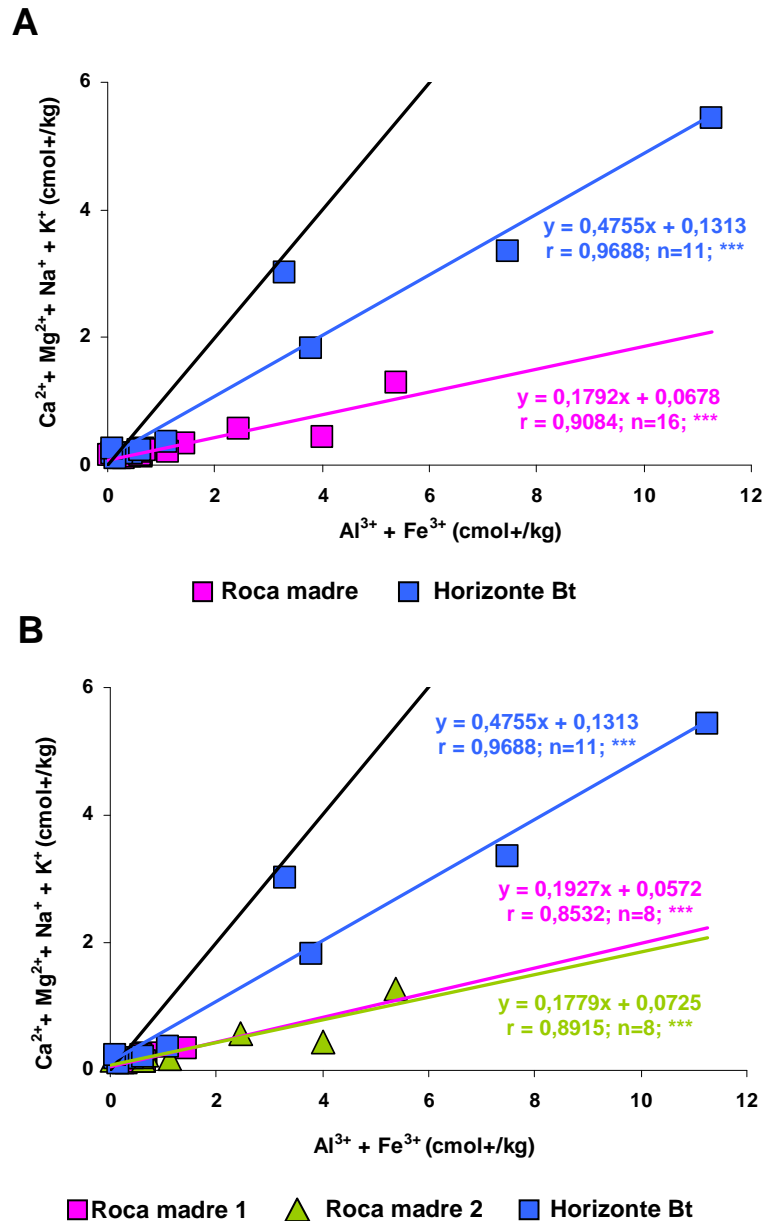 A
6
4
2
0
Ca²⁺+ Mg²⁺+ Na⁺ + K⁺ (cmol+/kg)
y = 0,4755x + 0,1313
r = 0,9688; n=11; ***
y = 0,1792x + 0,0678
r = 0,9084; n=16; ***
0 2 4 6 8 10 12
Al³⁺ + Fe³⁺ (cmol+/kg)
Roca madre Horizonte Bt
B
6
4
2
0
Ca²⁺+ Mg²⁺+ Na⁺ + K⁺ (cmol+/kg)
y = 0,4755x + 0,1313
r = 0,9688; n=11; ***
y = 0,1927x + 0,0572
r = 0,8532; n=8; ***
y = 0,1779x + 0,0725
r = 0,8915; n=8; ***
0 2 4 6 8 10 12
Al³⁺ + Fe³⁺ (cmol+/kg)
Roca madre 1 Roca madre 2 Horizonte Bt